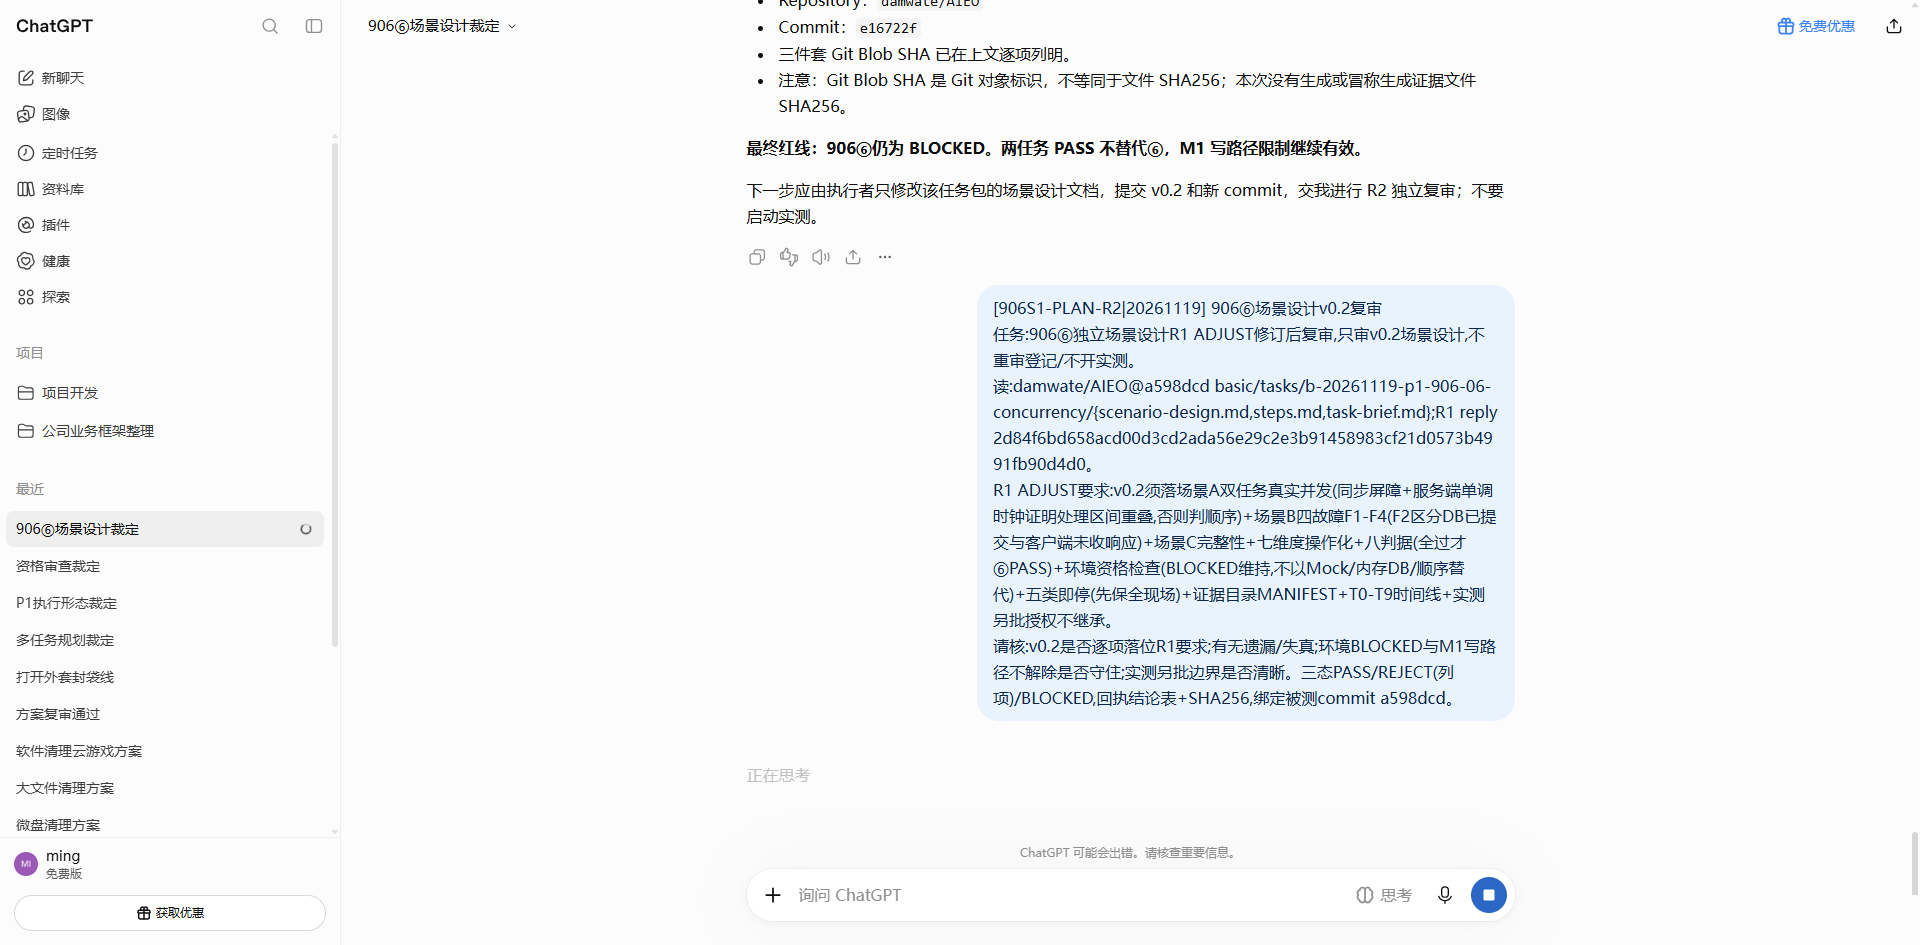 ChatGPT
新聊天
图像
定时任务
资料库
插件
健康
探索
项目
项目开发
公司业务框架整理
最近
906⑥场景设计裁定
资格审查裁定
P1执行形态裁定
多任务规划裁定
打开外套封袋线
方案复审通过
软件清理云游戏方案
大文件清理方案
微盘清理方案
MI
ming
免费版
获取优惠
906⑥场景设计裁定
免费优惠
Repository: damwate/AIEO
Commit: e16722f
三件套 Git Blob SHA 已在上文逐项列明。
注意：Git Blob SHA 是 Git 对象标识，不等同于文件 SHA256；本次没有生成或冒称生成证据文件
SHA256。
最终红线：906⑥仍为 BLOCKED。两任务 PASS 不替代⑥，M1 写路径限制继续有效。
下一步应由执行者只修改该任务包的场景设计文档，提交 v0.2 和新 commit，交我进行 R2 独立复审；不要
启动实测。
[906S1-PLAN-R2|20261119] 906⑥场景设计v0.2复审
任务:906⑥独立场景设计R1 ADJUST修订后复审,只审v0.2场景设计,不
重审登记/不开实测。
读:damwate/AIEO@a598dcd basic/tasks/b-20261119-p1-906-06-
concurrency/{scenario-design.md,steps.md,task-brief.md};R1 reply
2d84f6bd658acd00d3cd2ada56e29c2e3b91458983cf21d0573b49
91fb90d4d0。
R1 ADJUST要求:v0.2须落场景A双任务真实并发(同步屏障+服务端单调
时钟证明处理区间重叠,否则判顺序)+场景B四故障F1-F4(F2区分DB已提
交与客户端未收响应)+场景C完整性+七维度操作化+八判据(全过才
⑥PASS)+环境资格检查(BLOCKED维持,不以Mock/内存DB/顺序替
代)+五类即停(先保全现场)+证据目录MANIFEST+T0-T9时间线+实测
另批授权不继承。
请核:v0.2是否逐项落位R1要求;有无遗漏/失真;环境BLOCKED与M1写路
径不解除是否守住;实测另批边界是否清晰。三态PASS/REJECT(列
项)/BLOCKED,回执结论表+SHA256,绑定被测commit a598dcd。
正在思考
ChatGPT 可能会出错。请核查重要信息。
询问 ChatGPT
思考